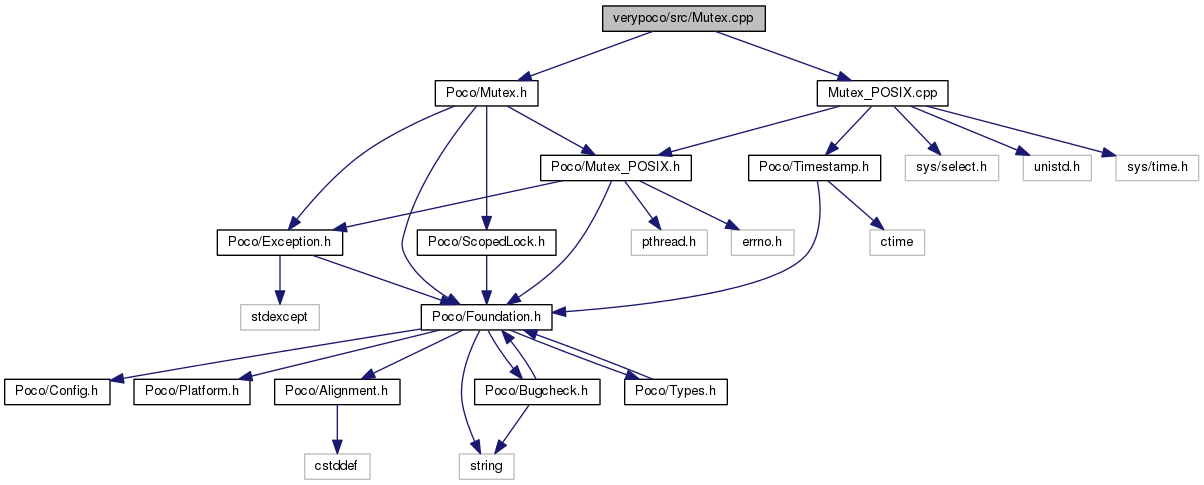 verypoco/src/Mutex.cpp
Poco/Mutex.h
Mutex_POSIX.cpp
Poco/Mutex_POSIX.h
Poco/Timestamp.h
sys/select.h
unistd.h
sys/time.h
Poco/Exception.h
Poco/ScopedLock.h
pthread.h
errno.h
ctime
stdexcept
Poco/Foundation.h
Poco/Config.h
Poco/Platform.h
Poco/Alignment.h
Poco/Bugcheck.h
Poco/Types.h
cstddef
string